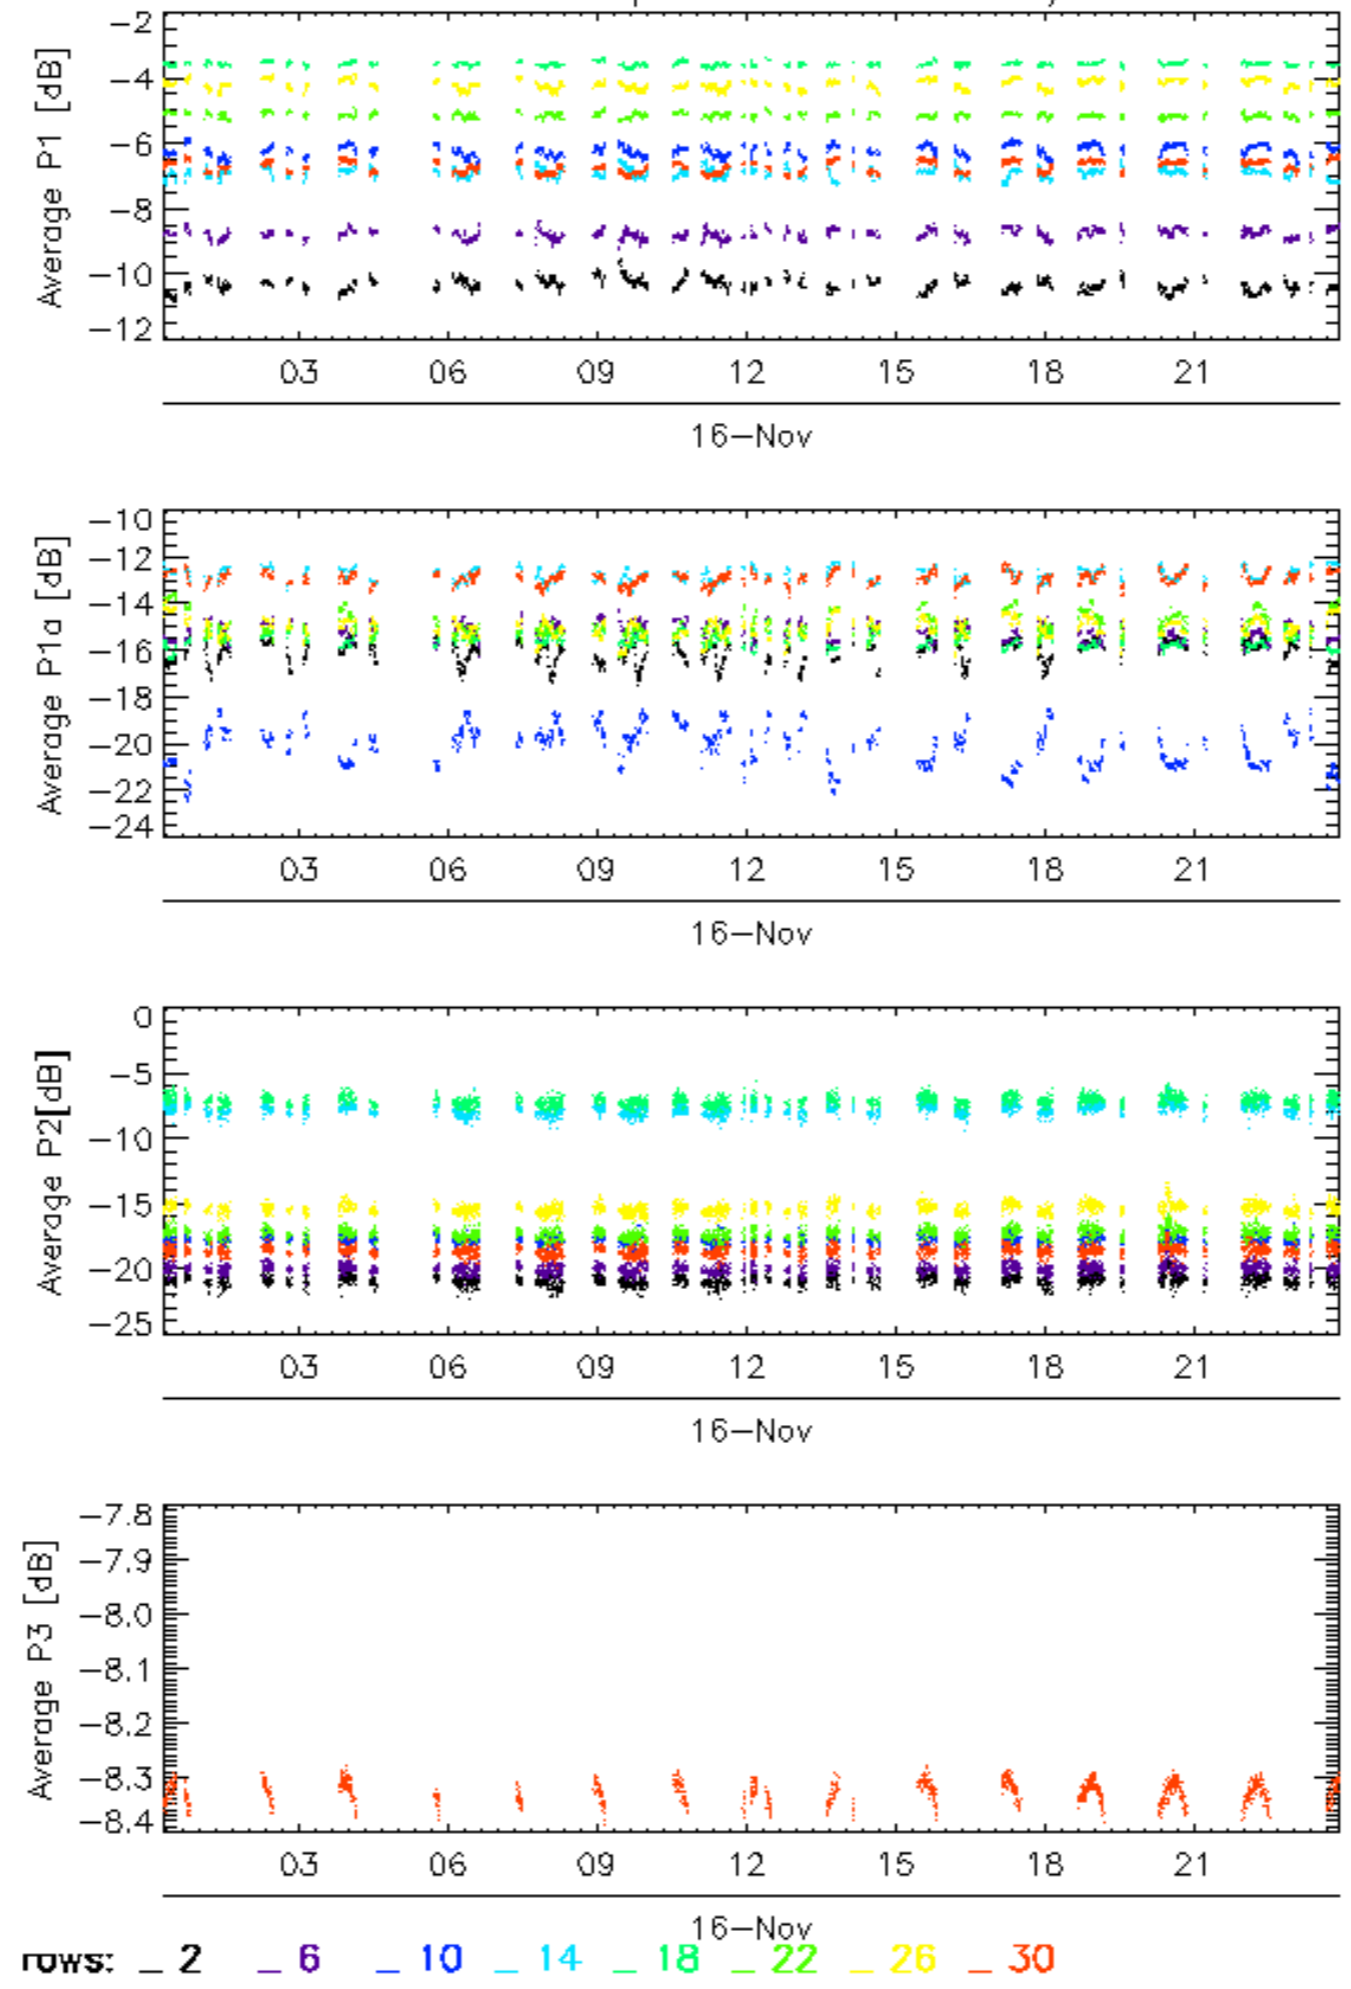 −2
−4
−6
−8
−10
−12
Average P1 [dB]
03 06 09 12 15 18 21
16−Nov
−10
−12
−14
−16
−18
−20
−22
−24
Average P1a [dB]
03 06 09 12 15 18 21
16−Nov
0
−5
−10
−15
−20
−25
Average P2[dB]
03 06 09 12 15 18 21
16−Nov
−7.8
−7.9
−8.0
−8.1
−8.2
−8.3
−8.4
Average P3 [dB]
03 06 09 12 15 18 21
16−Nov
rows: _ 2 _ 6 _ 10 _ 14 _ 18 _ 22 _ 26 _ 30